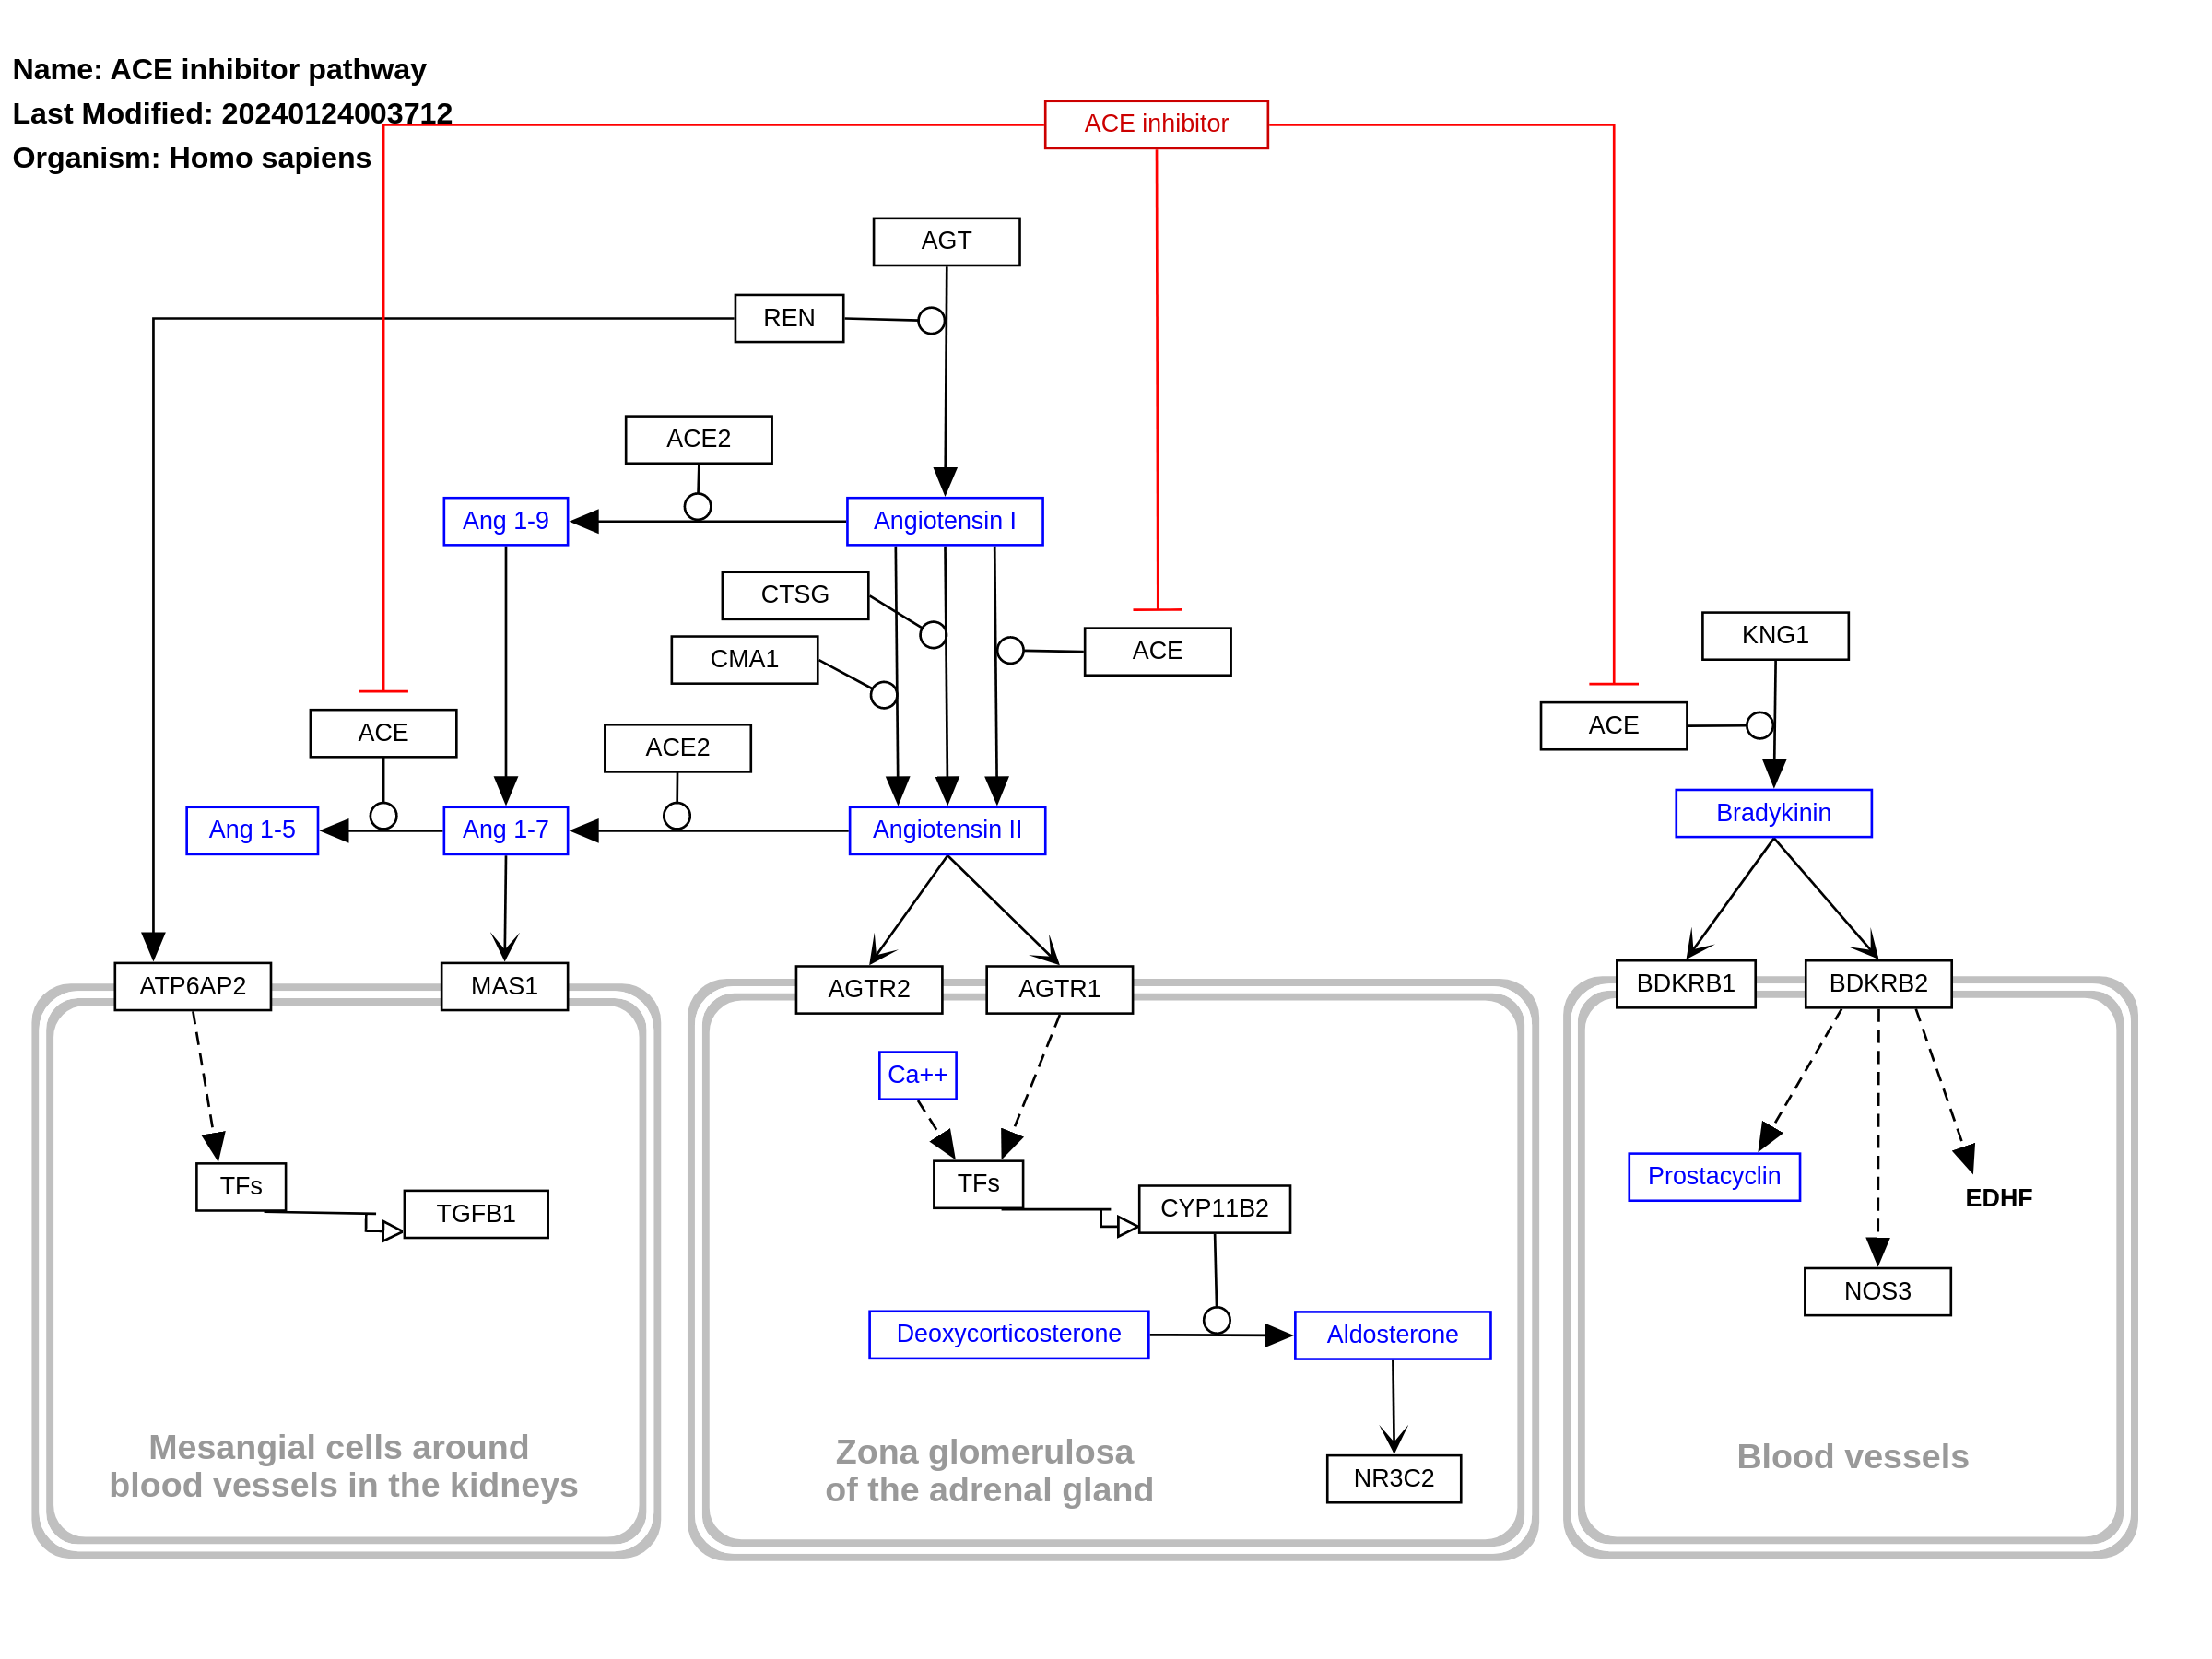 Name: ACE inhibitor pathway
Last Modified: 20240124003712
Organism: Homo sapiens
ACE inhibitor
AGT
REN
ACE2
Ang 1-9
Angiotensin I
CTSG
CMA1
ACE
KNG1
ACE
ACE2
ACE
Ang 1-5
Ang 1-7
Angiotensin II
Bradykinin
ATP6AP2
MAS1
AGTR2
AGTR1
BDKRB1
BDKRB2
Ca++
TFs
TGFB1
TFs
CYP11B2
Prostacyclin
EDHF
NOS3
Deoxycorticosterone
Aldosterone
NR3C2
Mesangial cells around
blood vessels in the kidneys
Zona glomerulosa
of the adrenal gland
Blood vessels